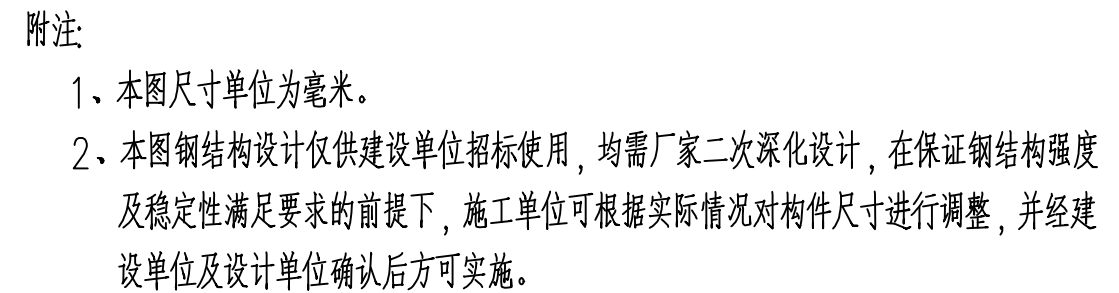 附注:
1、本图尺寸单位为毫米。
2、本图钢结构设计仅供建设单位招标使用,均需厂家二次深化设计,在保证钢结构强度
及稳定性满足要求的前提下,施工单位可根据实际情况对构件尺寸进行调整,并经建
设单位及设计单位确认后方可实施。